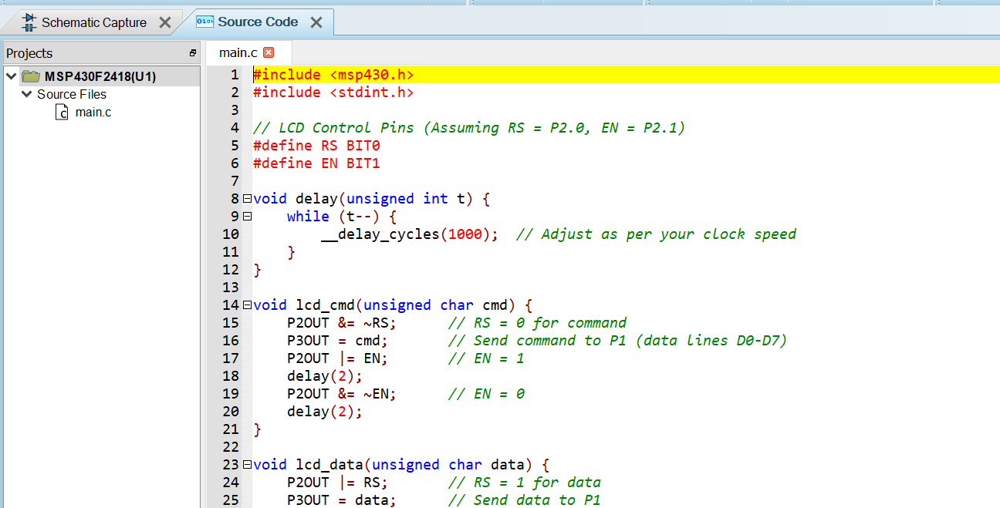 Schematic Capture
Source Code
Projects
main.c
MSP430F2418(U1)
Source Files
main.c
1 #include <msp430.h>
2 #include <stdint.h>
3
4 // LCD Control Pins (Assuming RS = P2.0, EN = P2.1)
5 #define RS BIT0
6 #define EN BIT1
7
8 void delay(unsigned int t) {
9     while (t--) {
10         __delay_cycles(1000);  // Adjust as per your clock speed
11     }
12 }
13
14 void lcd_cmd(unsigned char cmd) {
15     P2OUT &= ~RS;      // RS = 0 for command
16     P3OUT = cmd;       // Send command to P1 (data lines D0-D7)
17     P2OUT |= EN;       // EN = 1
18     delay(2);
19     P2OUT &= ~EN;      // EN = 0
20     delay(2);
21 }
22
23 void lcd_data(unsigned char data) {
24     P2OUT |= RS;       // RS = 1 for data
25     P3OUT = data;      // Send data to P1